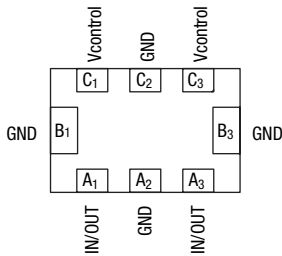 Vcontrol GND Vcontrol
C1 C2 C3
GND B1 B3 GND
A1 A2 A3
IN/OUT GND IN/OUT